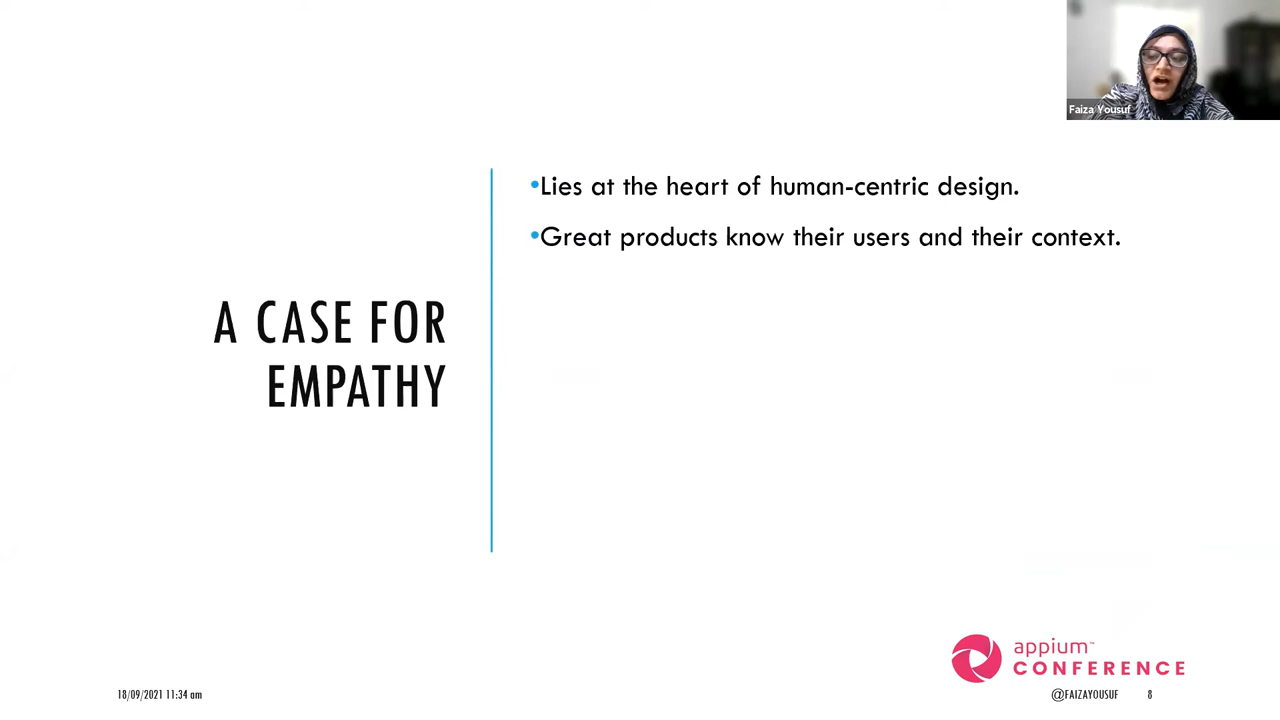 Faiza Yousuf
•Lies at the heart of human-centric design.
•Great products know their users and their context.
A CASE FOR
EMPATHY
appium™
CONFERENCE
18/09/2021 11:34 am
@FAIZAYOUSUF
8